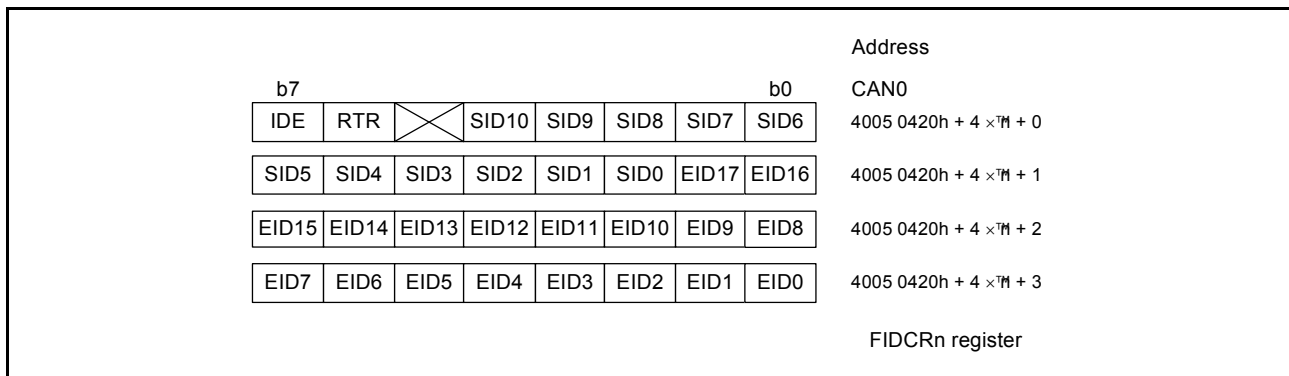 Address
b7 b0 CAN0
IDE RTR SID10 SID9 SID8 SID7 SID6 4005 0420h + 4 × + 0
SID5 SID4 SID3 SID2 SID1 SID0 EID17 EID16 4005 0420h + 4 × + 1
EID15 EID14 EID13 EID12 EID11 EID10 EID9 EID8 4005 0420h + 4 × + 2
EID7 EID6 EID5 EID4 EID3 EID2 EID1 EID0 4005 0420h + 4 × + 3
FIDCRn register